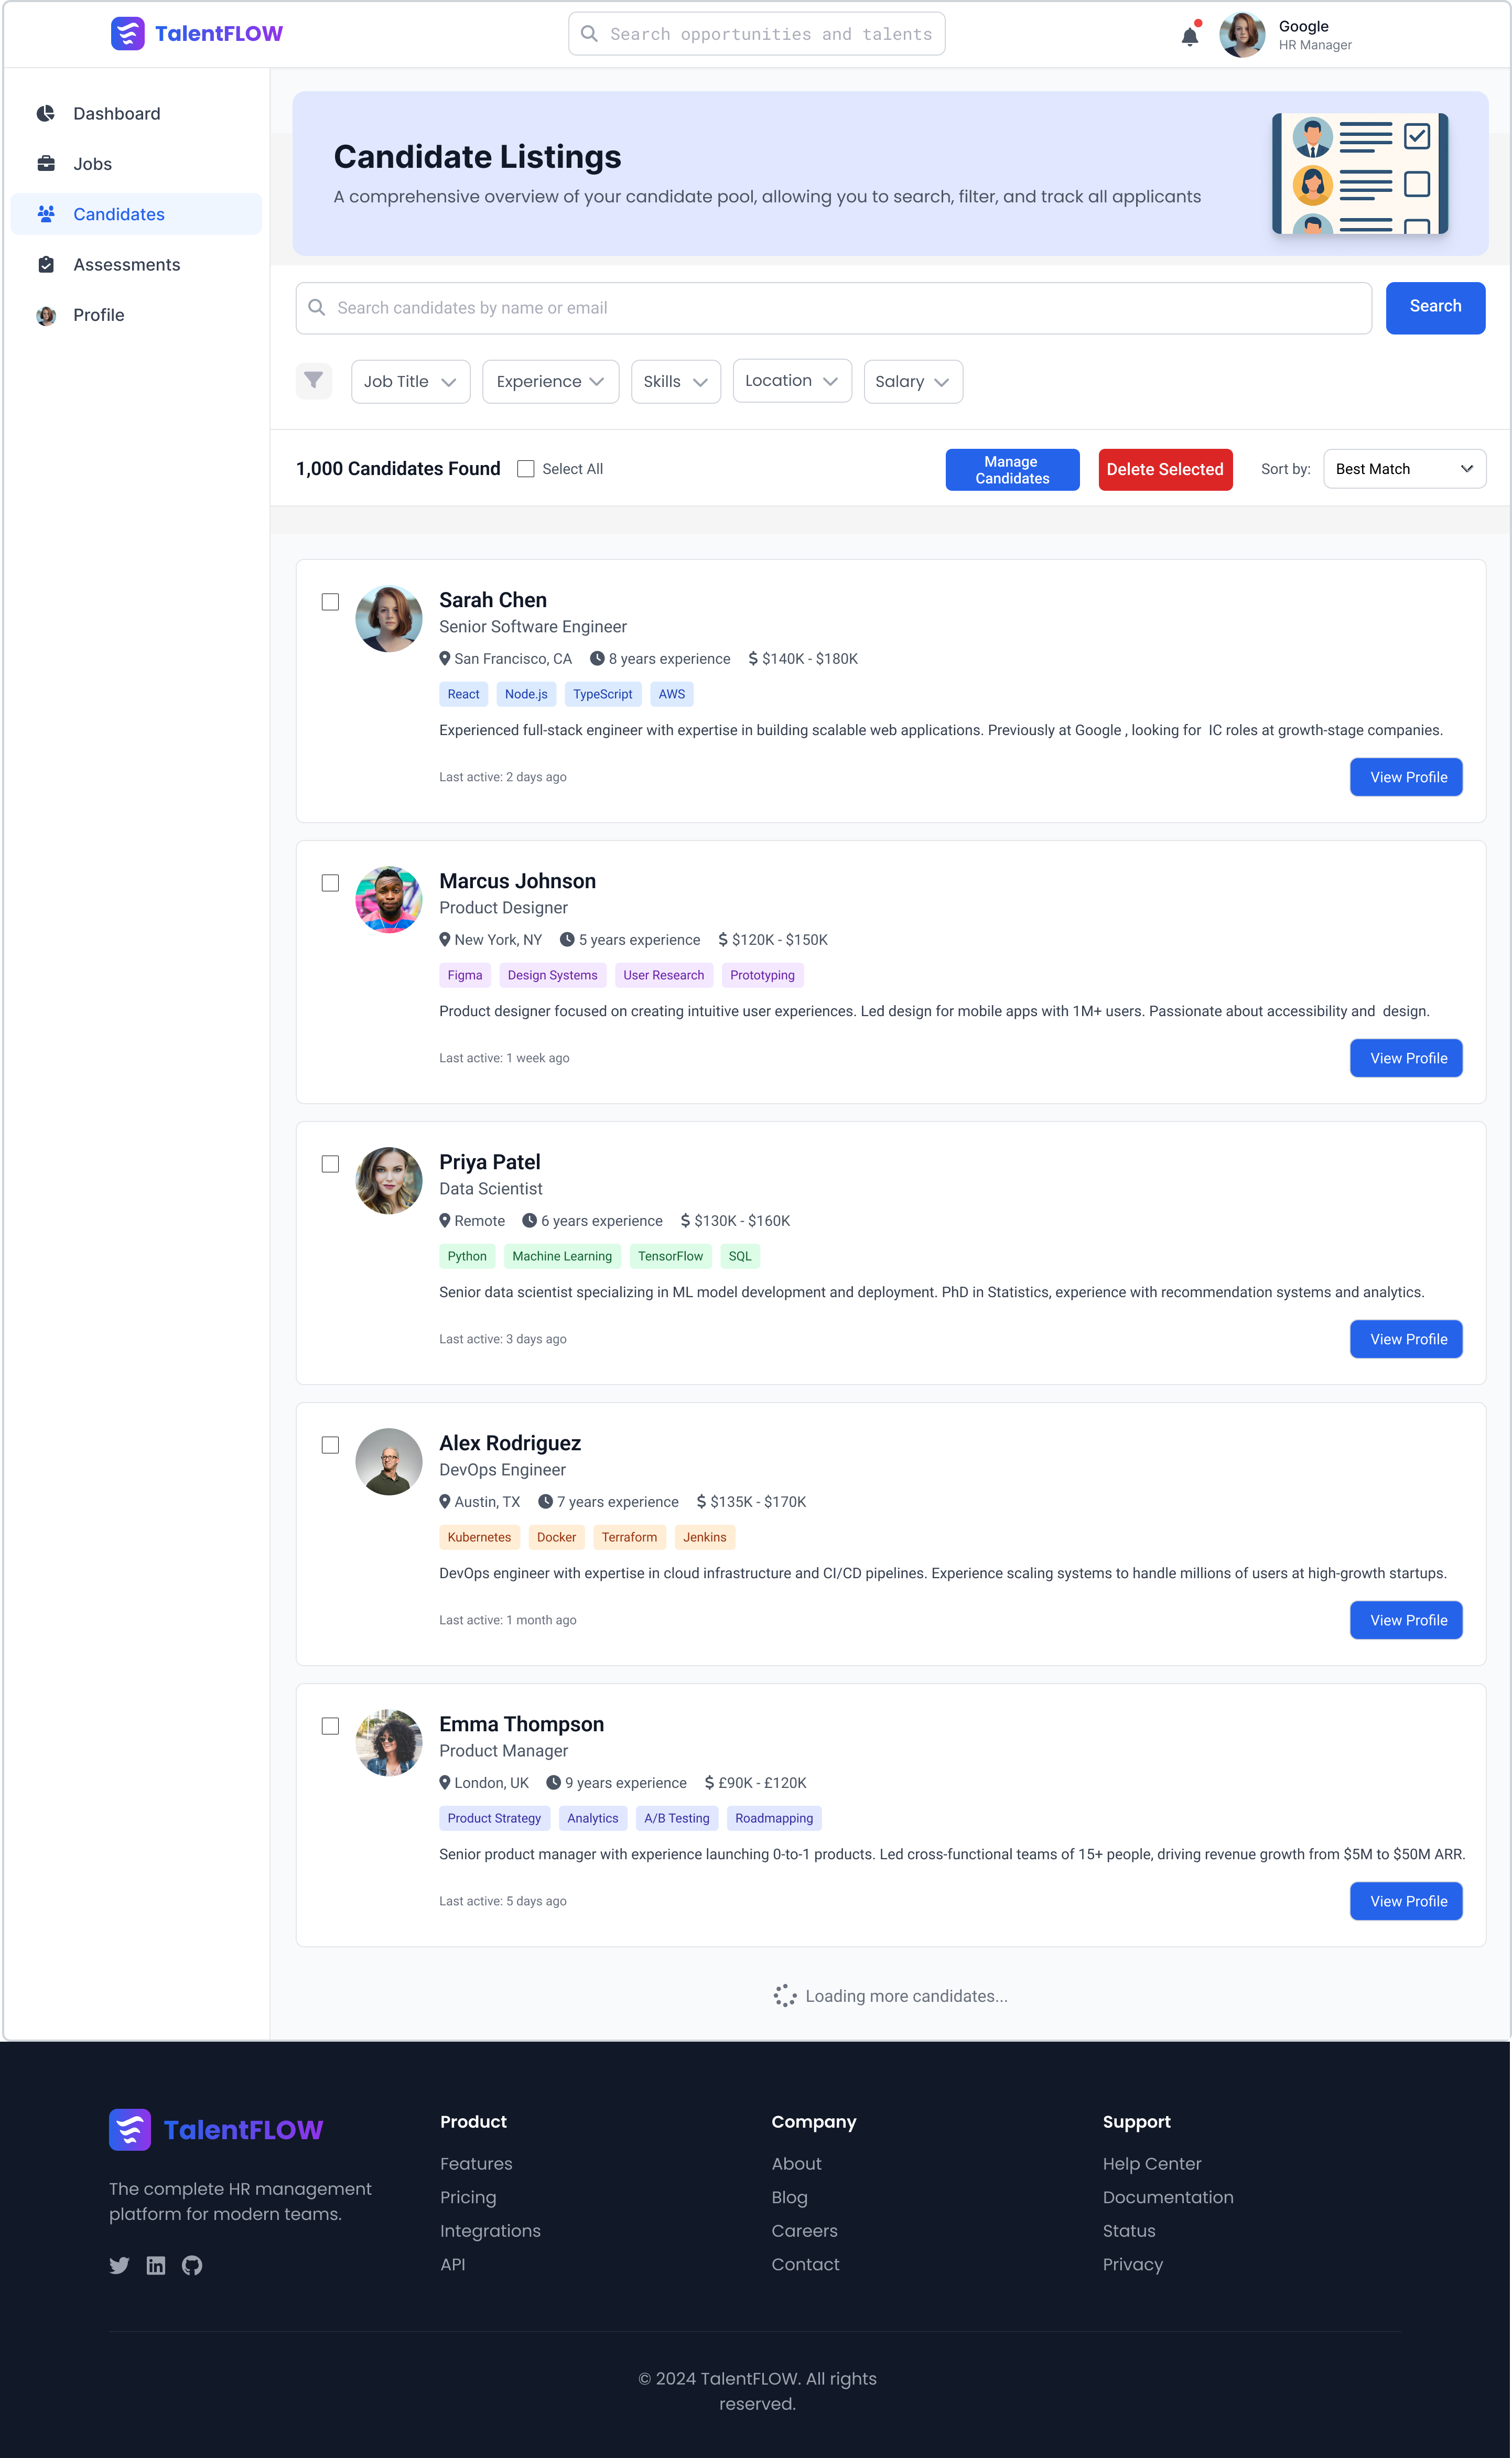 TalentFLOW
Search opportunities and talents
Google
HR Manager
Dashboard
Jobs
Candidates
Assessments
Profile
Candidate Listings
A comprehensive overview of your candidate pool, allowing you to search, filter, and track all applicants
Search candidates by name or email
Search
Job Title
Experience
Skills
Location
Salary
1,000 Candidates Found
Select All
Manage
Candidates
Delete Selected
Sort by:
Best Match
Sarah Chen
Senior Software Engineer
San Francisco, CA 8 years experience $ $140K - $180K
React Node.js TypeScript AWS
Experienced full-stack engineer with expertise in building scalable web applications. Previously at Google , looking for  IC roles at growth-stage companies.
Last active: 2 days ago
View Profile
Marcus Johnson
Product Designer
New York, NY 5 years experience $ $120K - $150K
Figma Design Systems User Research Prototyping
Product designer focused on creating intuitive user experiences. Led design for mobile apps with 1M+ users. Passionate about accessibility and  design.
Last active: 1 week ago
View Profile
Priya Patel
Data Scientist
Remote 6 years experience $ $130K - $160K
Python Machine Learning TensorFlow SQL
Senior data scientist specializing in ML model development and deployment. PhD in Statistics, experience with recommendation systems and analytics.
Last active: 3 days ago
View Profile
Alex Rodriguez
DevOps Engineer
Austin, TX 7 years experience $ $135K - $170K
Kubernetes Docker Terraform Jenkins
DevOps engineer with expertise in cloud infrastructure and CI/CD pipelines. Experience scaling systems to handle millions of users at high-growth startups.
Last active: 1 month ago
View Profile
Emma Thompson
Product Manager
London, UK 9 years experience $ £90K - £120K
Product Strategy Analytics A/B Testing Roadmapping
Senior product manager with experience launching 0-to-1 products. Led cross-functional teams of 15+ people, driving revenue growth from $5M to $50M ARR.
Last active: 5 days ago
View Profile
Loading more candidates...
TalentFLOW
The complete HR management
platform for modern teams.
in
Product
Features
Pricing
Integrations
API
Company
About
Blog
Careers
Contact
Support
Help Center
Documentation
Status
Privacy
© 2024 TalentFLOW. All rights
reserved.